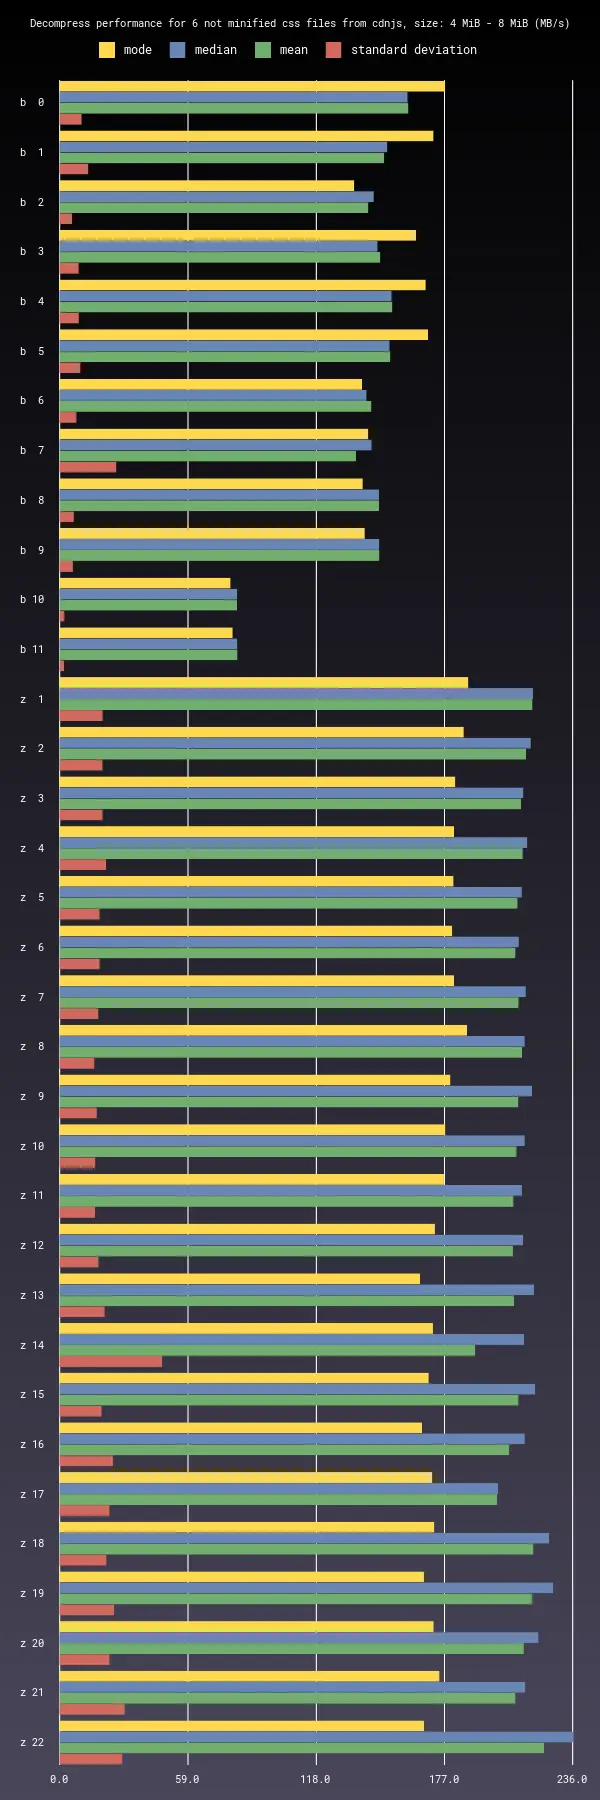 Decompress performance for 6 not minified css files from cdnjs, size: 4 MiB - 8 MiB (MB/s)
mode median mean standard deviation
b 0
b 1
b 2
b 3
b 4
b 5
b 6
b 7
b 8
b 9
b 10
b 11
z 1
z 2
z 3
z 4
z 5
z 6
z 7
z 8
z 9
z 10
z 11
z 12
z 13
z 14
z 15
z 16
z 17
z 18
z 19
z 20
z 21
z 22
0.0 59.0 118.0 177.0 236.0